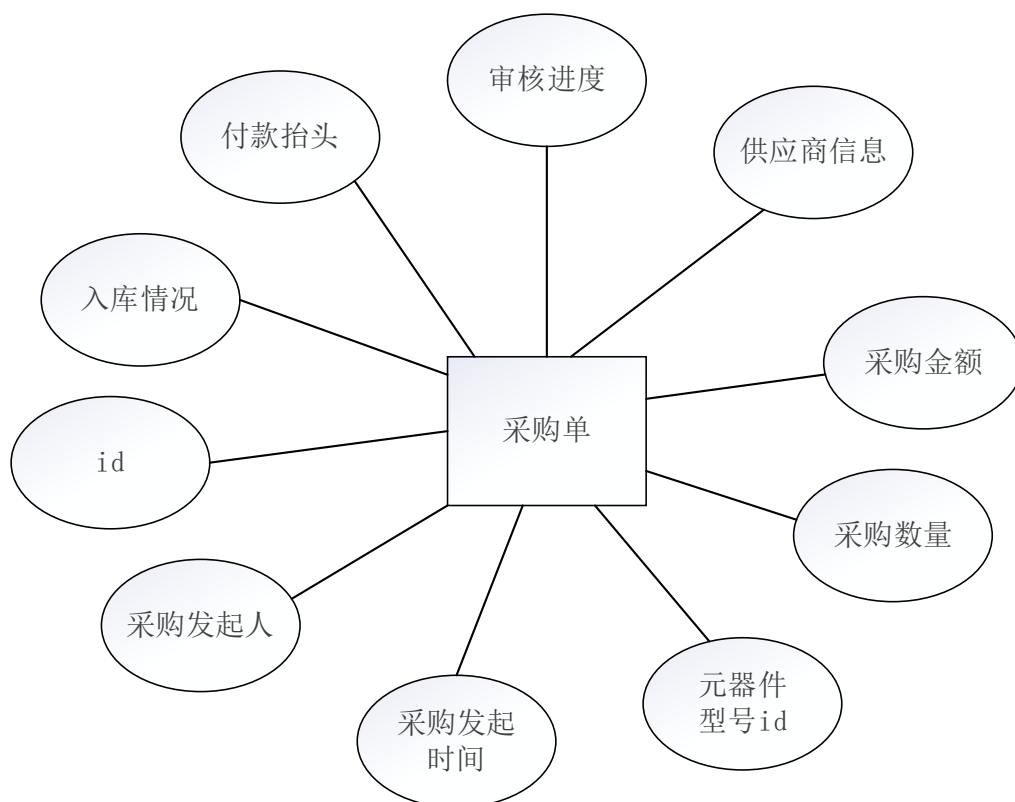 审核进度
付款抬头
供应商信息
入库情况
采购金额
采购单
id
采购数量
采购发起人
元器件
型号id
采购发起
时间